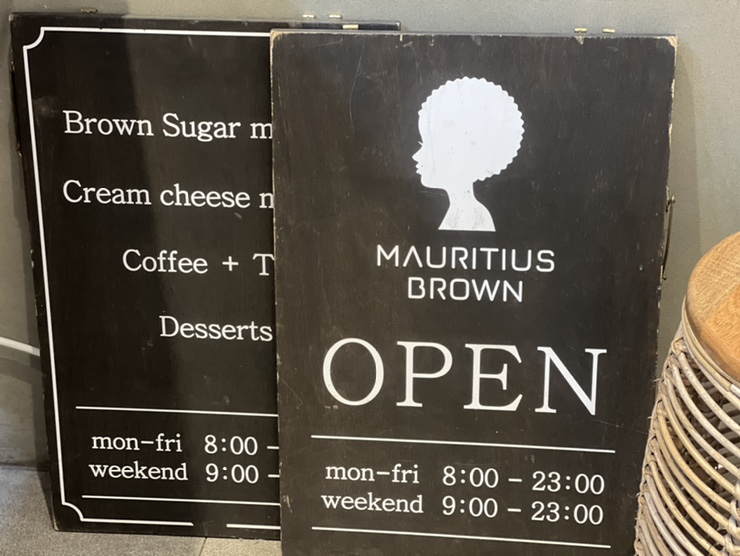 Brown Sugar
Cream cheese
Coffee +
Desserts
mon-fri 8:00 -
weekend 9:00 -
MAURITIUS
BROWN
OPEN
mon-fri 8:00 - 23:00
weekend 9:00 - 23:00